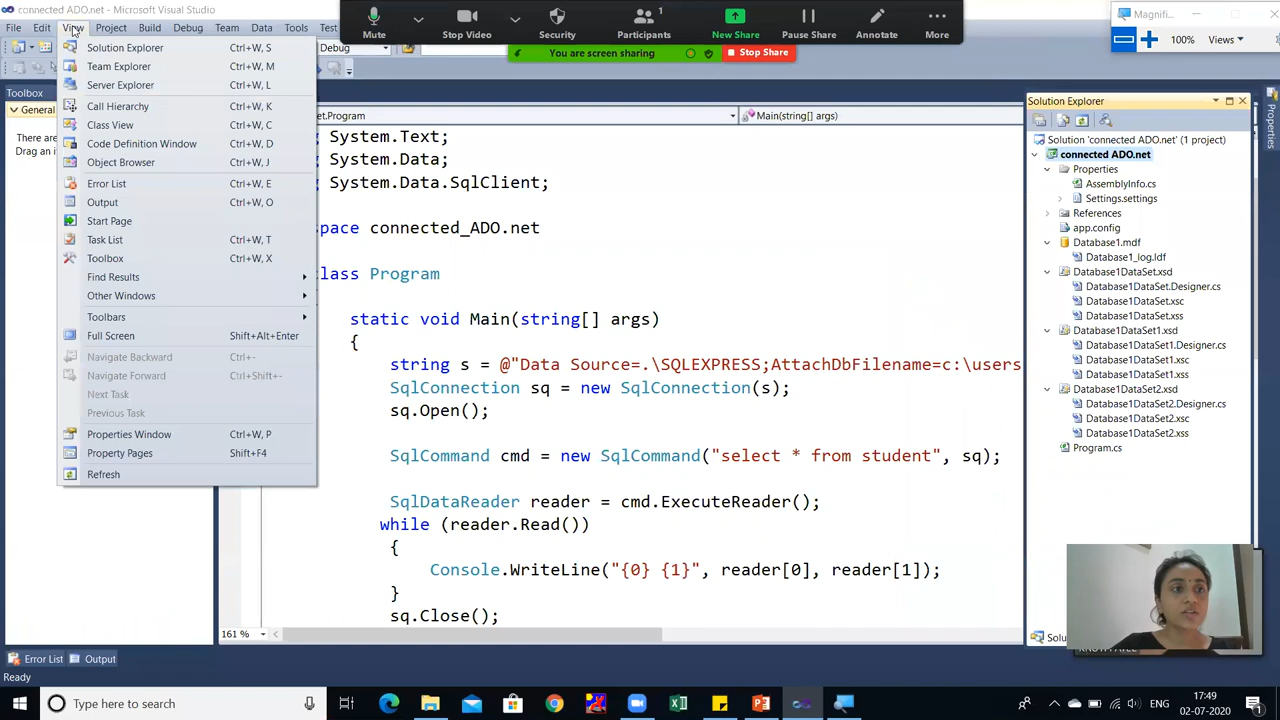 connected ADO.net - Microsoft Visual Studio
File Edit View Project Build Debug Team Data Tools Test
Mute Stop Video Security Participants 1 New Share Pause Share Annotate More
You are screen sharing Stop Share
Magnifi...
100% Views
Debug
Toolbox
General
There are
Drag an i
Solution Explorer Ctrl+W, S
Team Explorer Ctrl+W, M
Server Explorer Ctrl+W, L
Call Hierarchy Ctrl+W, K
Class View Ctrl+W, C
Code Definition Window Ctrl+W, D
Object Browser Ctrl+W, J
Error List Ctrl+W, E
Output Ctrl+W, O
Start Page
Task List Ctrl+W, T
Toolbox Ctrl+W, X
Find Results
Other Windows
Toolbars
Full Screen Shift+Alt+Enter
Navigate Backward Ctrl+-
Navigate Forward Ctrl+Shift+-
Next Task
Previous Task
Properties Window Ctrl+W, P
Property Pages Shift+F4
Refresh
et.Program Main(string[] args)
g System.Text;
g System.Data;
g System.Data.SqlClient;
space connected_ADO.net
class Program
static void Main(string[] args)
{
string s = @"Data Source=.\SQLEXPRESS;AttachDbFilename=c:\users
SqlConnection sq = new SqlConnection(s);
sq.Open();
SqlCommand cmd = new SqlCommand("select * from student", sq);
SqlDataReader reader = cmd.ExecuteReader();
while (reader.Read())
{
Console.WriteLine("{0} {1}", reader[0], reader[1]);
}
sq.Close();
161 %
Solution Explorer
Solution 'connected ADO.net' (1 project)
connected ADO.net
Properties
AssemblyInfo.cs
Settings.settings
References
app.config
Database1.mdf
Database1_log.ldf
Database1DataSet.xsd
Database1DataSet.Designer.cs
Database1DataSet.xsc
Database1DataSet.xss
Database1DataSet1.xsd
Database1DataSet1.Designer.cs
Database1DataSet1.xsc
Database1DataSet1.xss
Database1DataSet2.xsd
Database1DataSet2.Designer.cs
Database1DataSet2.xsc
Database1DataSet2.xss
Program.cs
Solu
Properties
Error List Output
Ready
Type here to search
ENG 17:49
02-07-2020